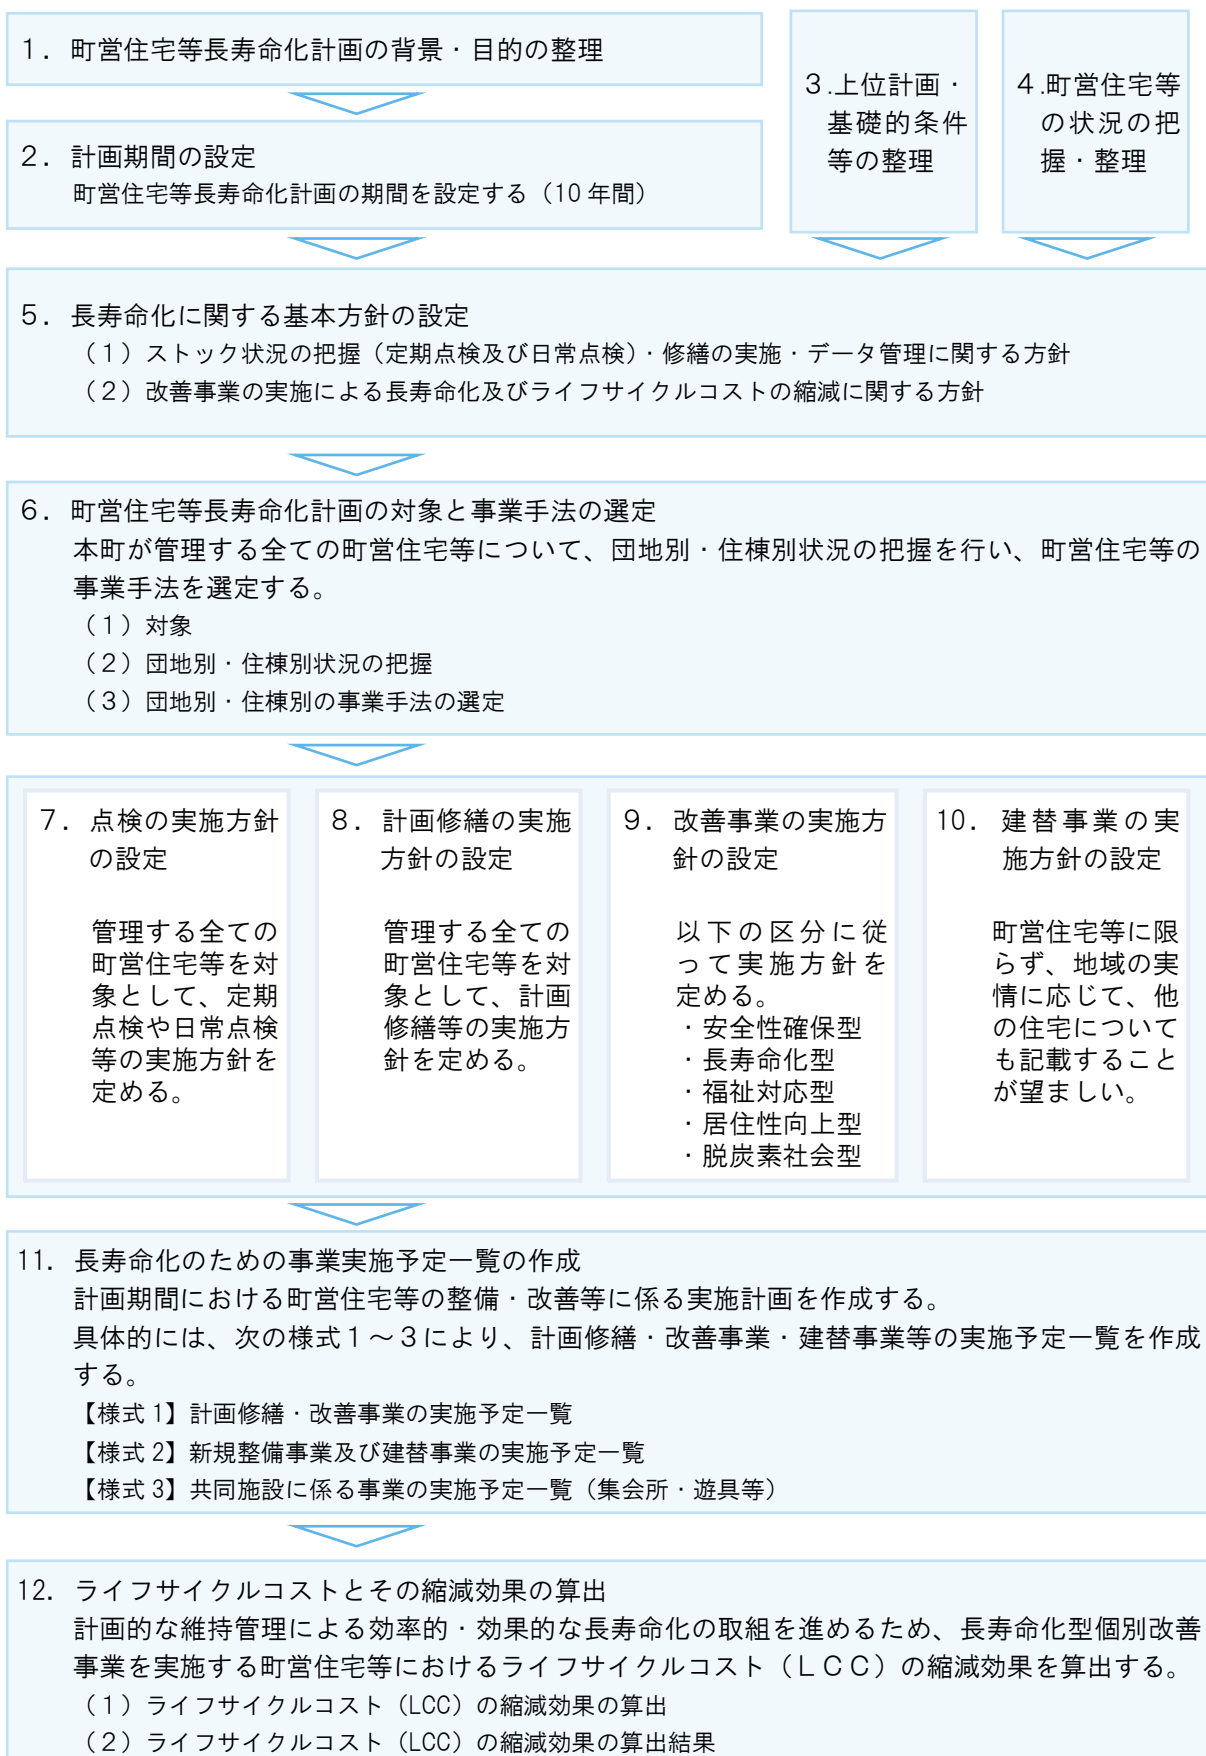 １．町営住宅等長寿命化計画の背景・目的の整理
２．計画期間の設定
町営住宅等長寿命化計画の期間を設定する（10 年間）
３.上位計画・
基礎的条件
等の整理
４.町営住宅等
の状況の把
握・整理
５．長寿命化に関する基本方針の設定
（１）ストック状況の把握（定期点検及び日常点検）・修繕の実施・データ管理に関する方針
（２）改善事業の実施による長寿命化及びライフサイクルコストの縮減に関する方針
６．町営住宅等長寿命化計画の対象と事業手法の選定
本町が管理する全ての町営住宅等について、団地別・住棟別状況の把握を行い、町営住宅等の
事業手法を選定する。
（１）対象
（２）団地別・住棟別状況の把握
（３）団地別・住棟別の事業手法の選定
７．点検の実施方針
の設定
管理する全ての
町営住宅等を対
象として、定期
点検や日常点検
等の実施方針を
定める。
８．計画修繕の実施
方針の設定
管理する全ての
町営住宅等を対
象として、計画
修繕等の実施方
針を定める。
９．改善事業の実施方
針の設定
以下の区分に従
って実施方針を
定める。
・安全性確保型
・長寿命化型
・福祉対応型
・居住性向上型
・脱炭素社会型
10．建替事業の実
施方針の設定
町営住宅等に限
らず、地域の実
情に応じて、他
の住宅について
も記載すること
が望ましい。
11．長寿命化のための事業実施予定一覧の作成
計画期間における町営住宅等の整備・改善等に係る実施計画を作成する。
具体的には、次の様式１～３により、計画修繕・改善事業・建替事業等の実施予定一覧を作成
する。
【様式 1】計画修繕・改善事業の実施予定一覧
【様式 2】新規整備事業及び建替事業の実施予定一覧
【様式 3】共同施設に係る事業の実施予定一覧（集会所・遊具等）
12．ライフサイクルコストとその縮減効果の算出
計画的な維持管理による効率的・効果的な長寿命化の取組を進めるため、長寿命化型個別改善
事業を実施する町営住宅等におけるライフサイクルコスト（ＬＣＣ）の縮減効果を算出する。
（１）ライフサイクルコスト（LCC）の縮減効果の算出
（２）ライフサイクルコスト（LCC）の縮減効果の算出結果